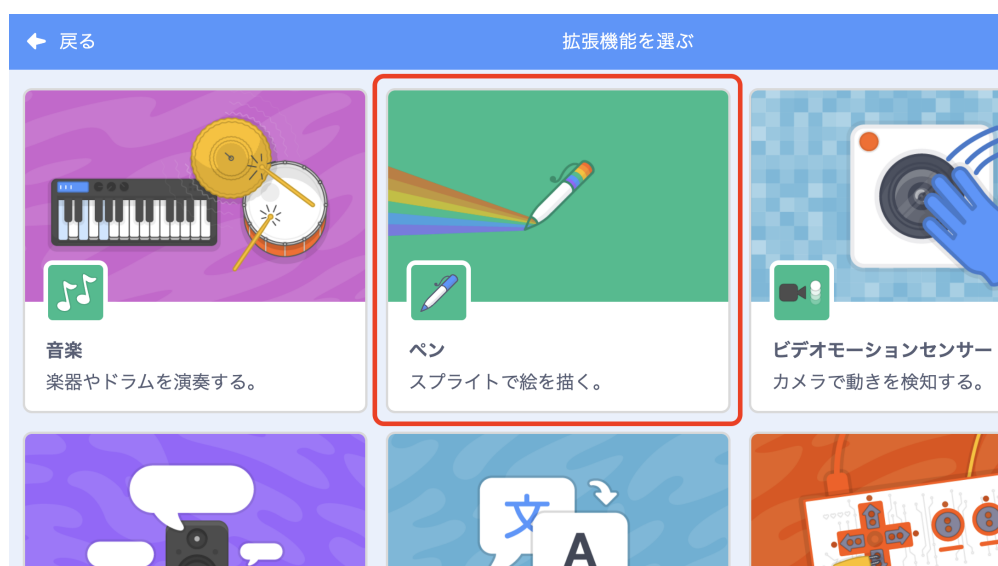 戻る
拡張機能を選ぶ
音楽
楽器やドラムを演奏する。
ペン
スプライトで絵を描く。
ビデオモーションセンサー
カメラで動きを検知する。
文
A